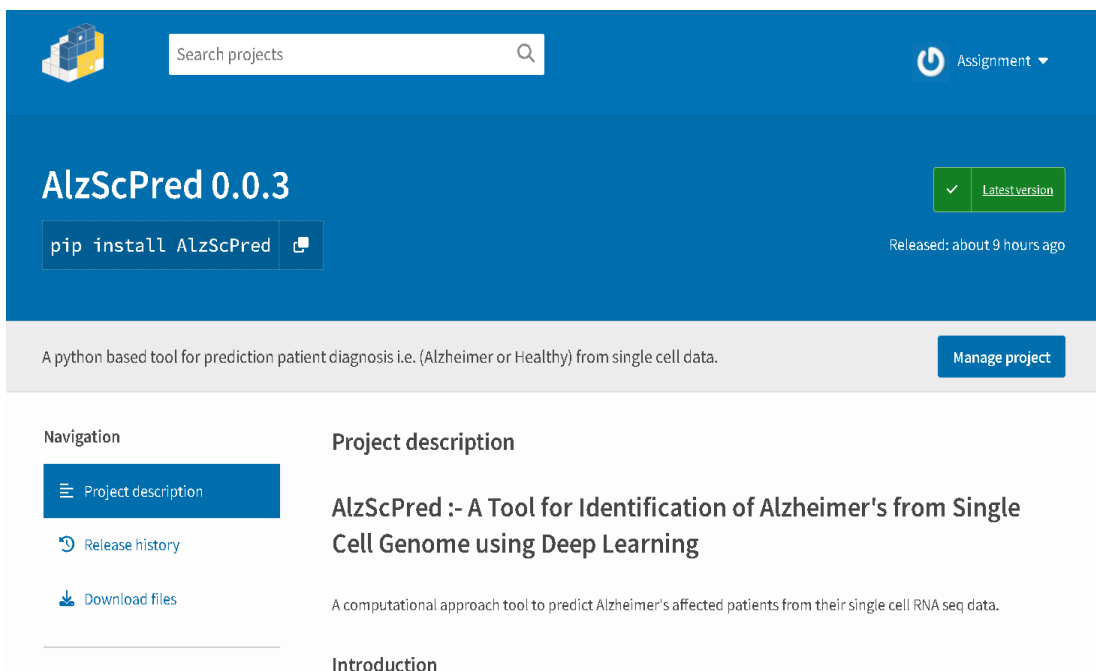 Search projects
Assignment
AlzScPred 0.0.3
Latest version
pip install AlzScPred
Released: about 9 hours ago
A python based tool for prediction patient diagnosis i.e. (Alzheimer or Healthy) from single cell data.
Manage project
Navigation
Project description
Release history
Download files
Project description
AlzScPred :- A Tool for Identification of Alzheimer's from Single
Cell Genome using Deep Learning
A computational approach tool to predict Alzheimer's affected patients from their single cell RNA seq data.
Introduction